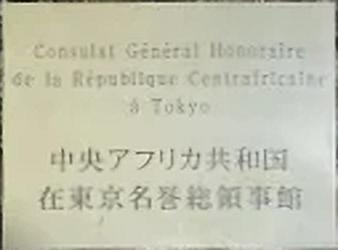 Consulat Général Honoraire
de la République Centrafricaine
à Tokyo
中央アフリカ共和国
在東京名誉総領事館